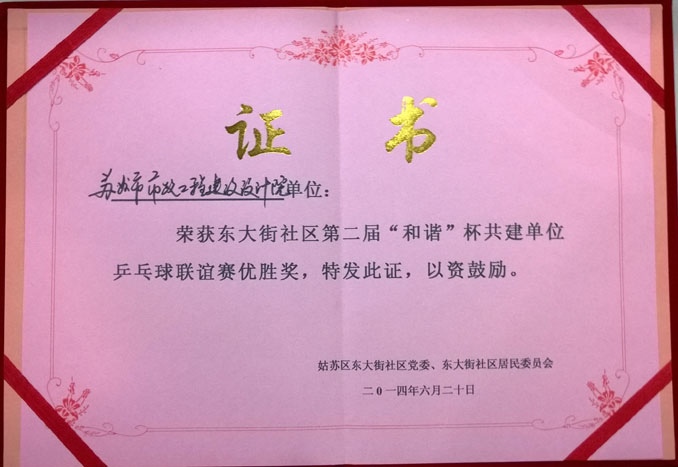 证 书
苏州市市政工程建设设计院单位：
荣获东大街社区第二届“和谐”杯共建单位
乒乓球联谊赛优胜奖，特发此证，以资鼓励。
姑苏区东大街社区党委、东大街社区居民委员会
二0一四年六月二十日